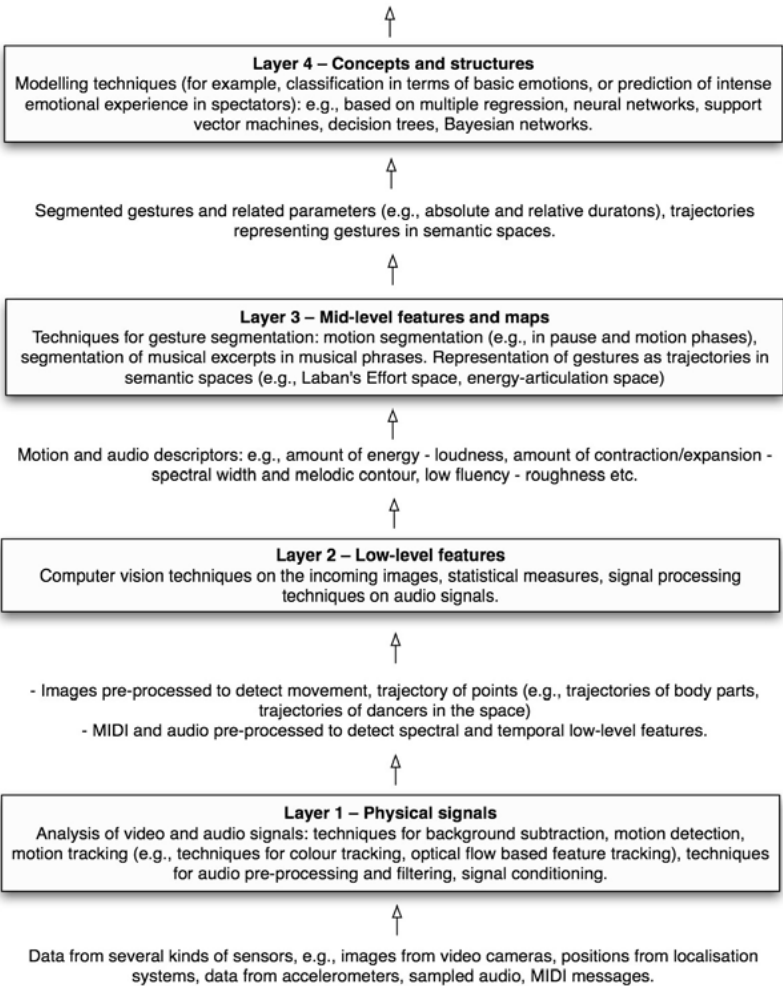 Layer 4 – Concepts and structures
Modelling techniques (for example, classification in terms of basic emotions, or prediction of intense
emotional experience in spectators): e.g., based on multiple regression, neural networks, support
vector machines, decision trees, Bayesian networks.
Segmented gestures and related parameters (e.g., absolute and relative duratons), trajectories
representing gestures in semantic spaces.
Layer 3 – Mid-level features and maps
Techniques for gesture segmentation: motion segmentation (e.g., in pause and motion phases),
segmentation of musical excerpts in musical phrases. Representation of gestures as trajectories in
semantic spaces (e.g., Laban's Effort space, energy-articulation space)
Motion and audio descriptors: e.g., amount of energy - loudness, amount of contraction/expansion -
spectral width and melodic contour, low fluency - roughness etc.
Layer 2 – Low-level features
Computer vision techniques on the incoming images, statistical measures, signal processing
techniques on audio signals.
- Images pre-processed to detect movement, trajectory of points (e.g., trajectories of body parts,
trajectories of dancers in the space)
- MIDI and audio pre-processed to detect spectral and temporal low-level features.
Layer 1 – Physical signals
Analysis of video and audio signals: techniques for background subtraction, motion detection,
motion tracking (e.g., techniques for colour tracking, optical flow based feature tracking), techniques
for audio pre-processing and filtering, signal conditioning.
Data from several kinds of sensors, e.g., images from video cameras, positions from localisation
systems, data from accelerometers, sampled audio, MIDI messages.